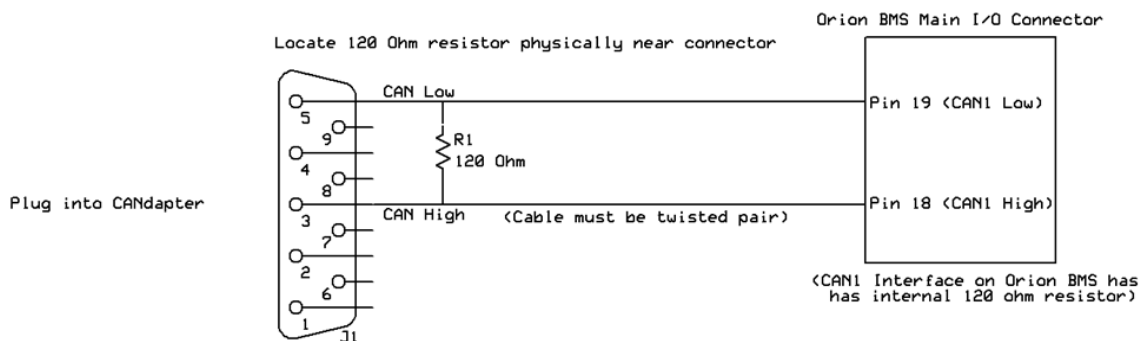 Orion BMS Main I/O Connector
Locate 120 Ohm resistor physically near connector
CAN Low
5
Pin 19 (CAN1 Low)
9
R1
120 Ohm
4
8
Plug into CANdapter
3
CAN High
(Cable must be twisted pair)
Pin 18 (CAN1 High)
7
2
6
(CAN1 Interface on Orion BMS has
has internal 120 ohm resistor)
1
J1